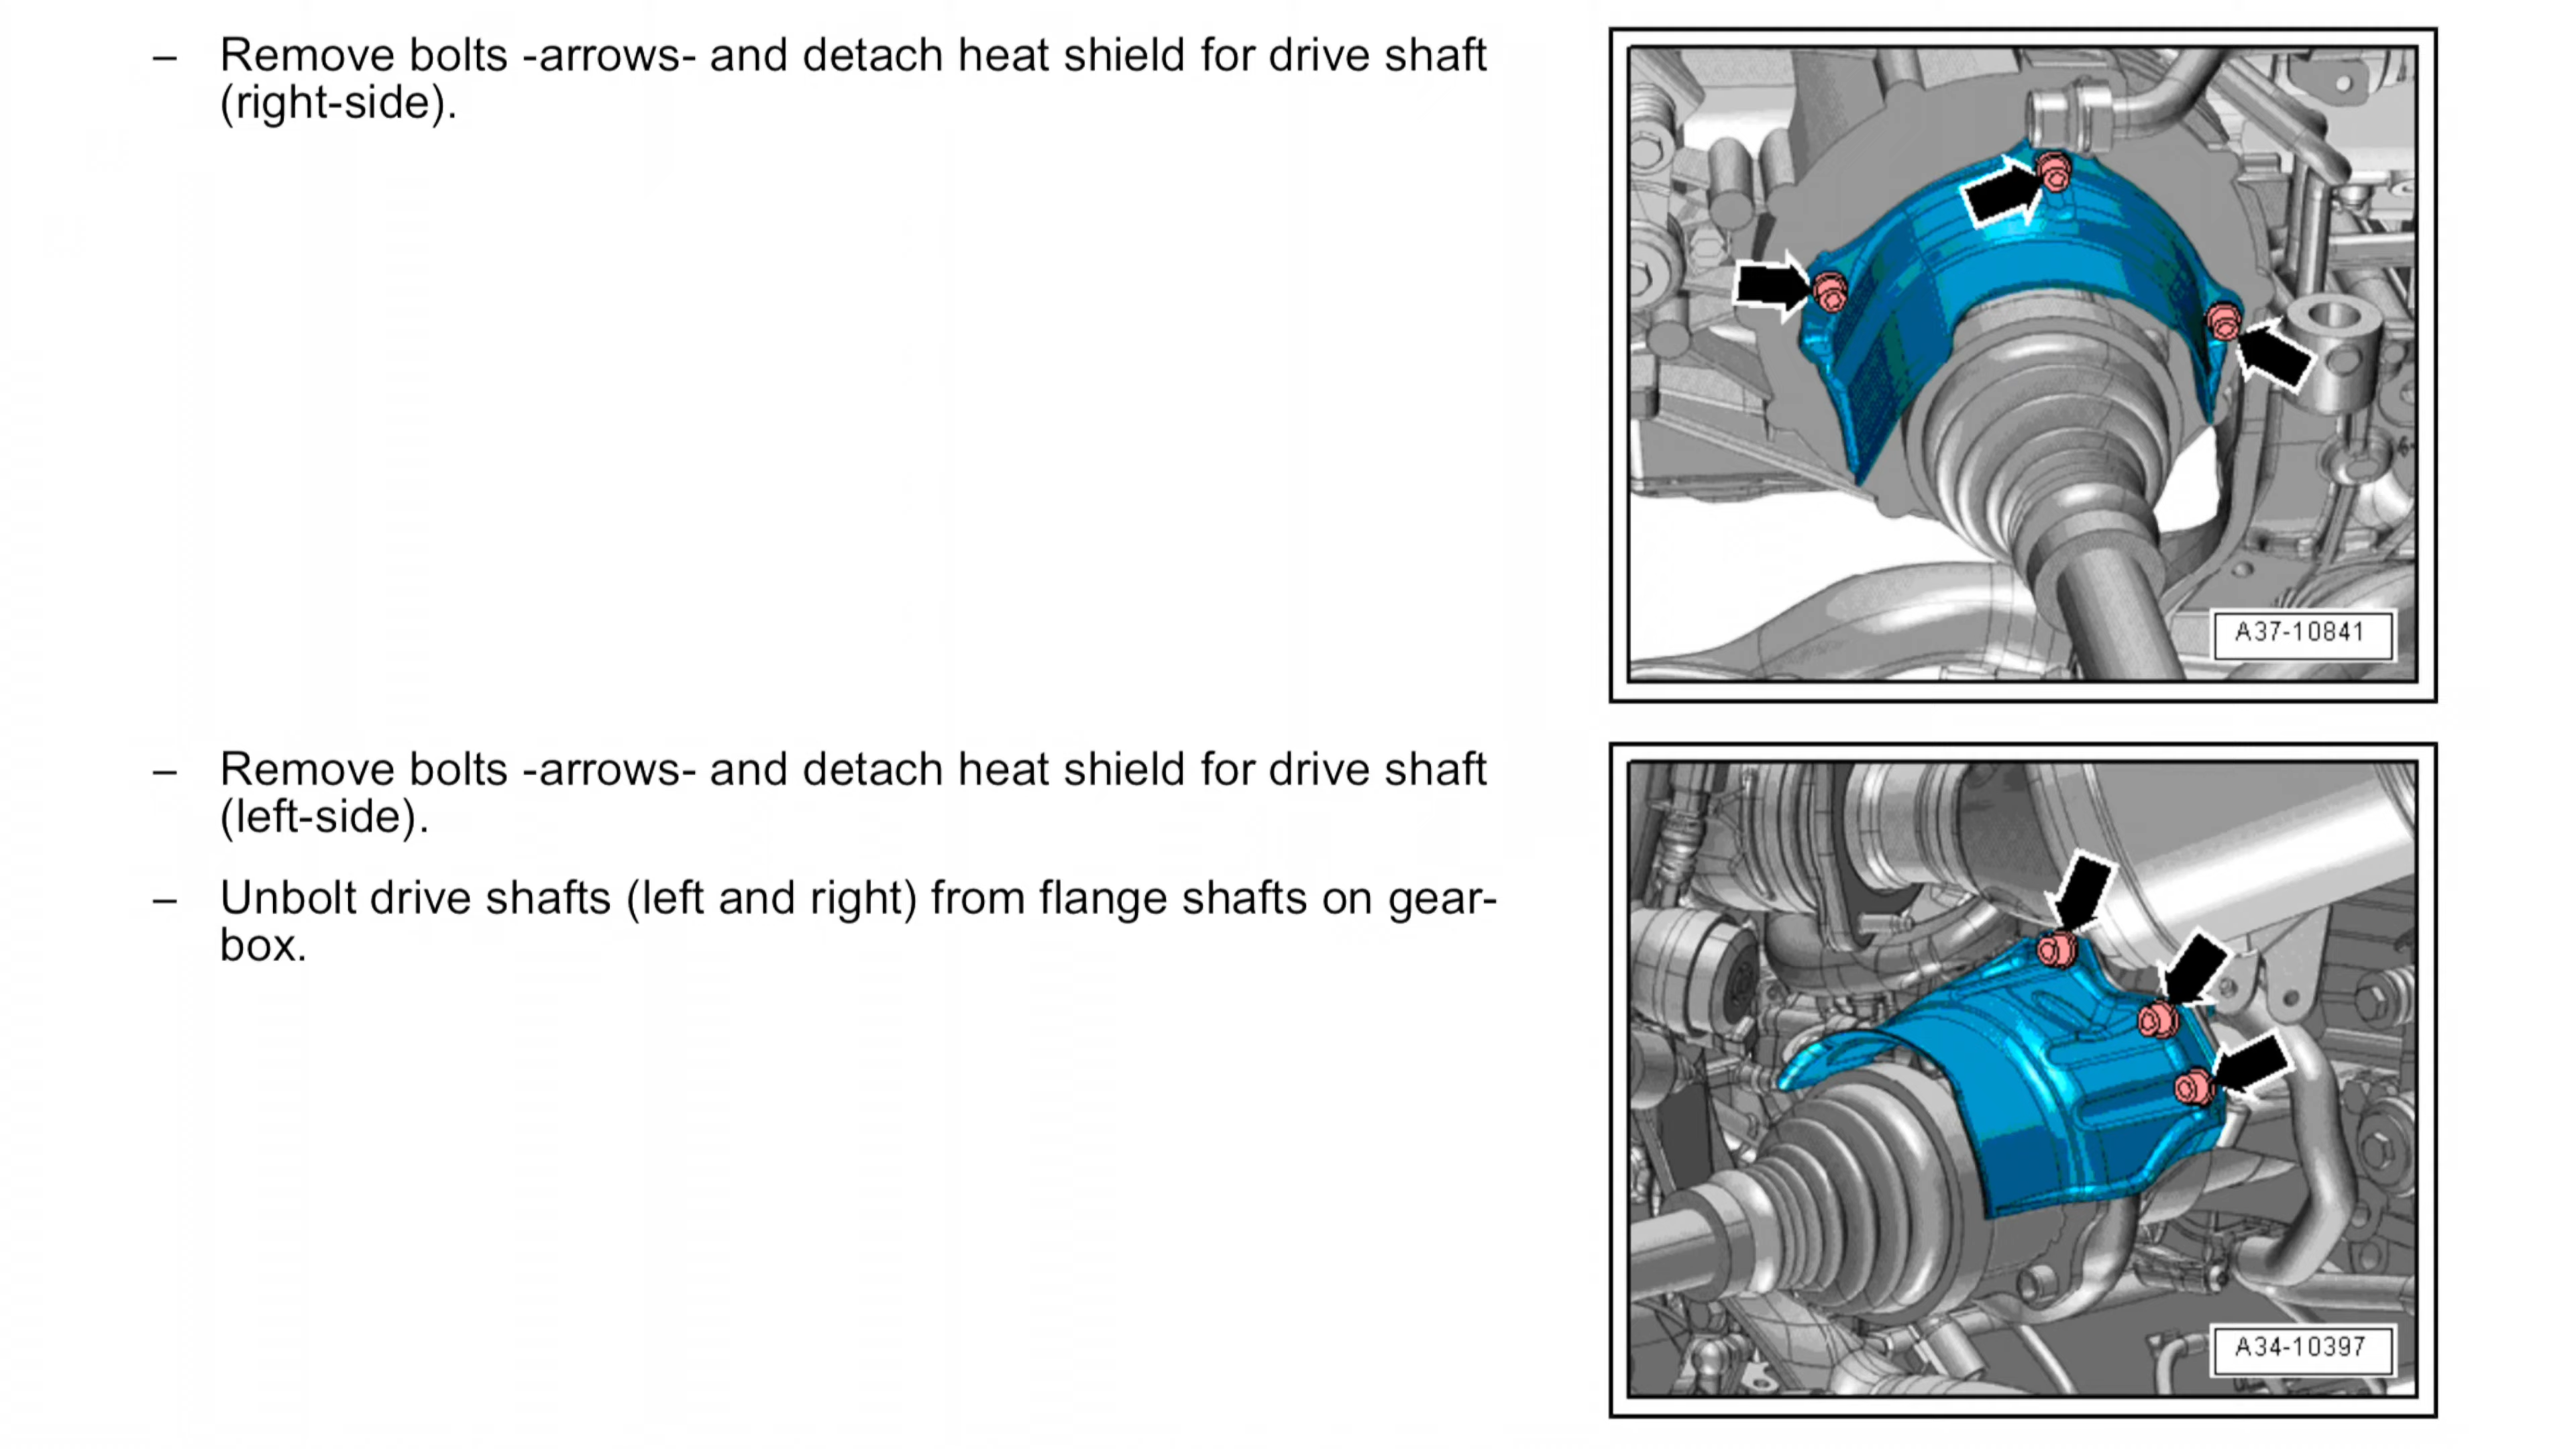 – Remove bolts -arrows- and detach heat shield for drive shaft
(right-side).
A37-10841
– Remove bolts -arrows- and detach heat shield for drive shaft
(left-side).
– Unbolt drive shafts (left and right) from flange shafts on gear-
box.
A34-10397